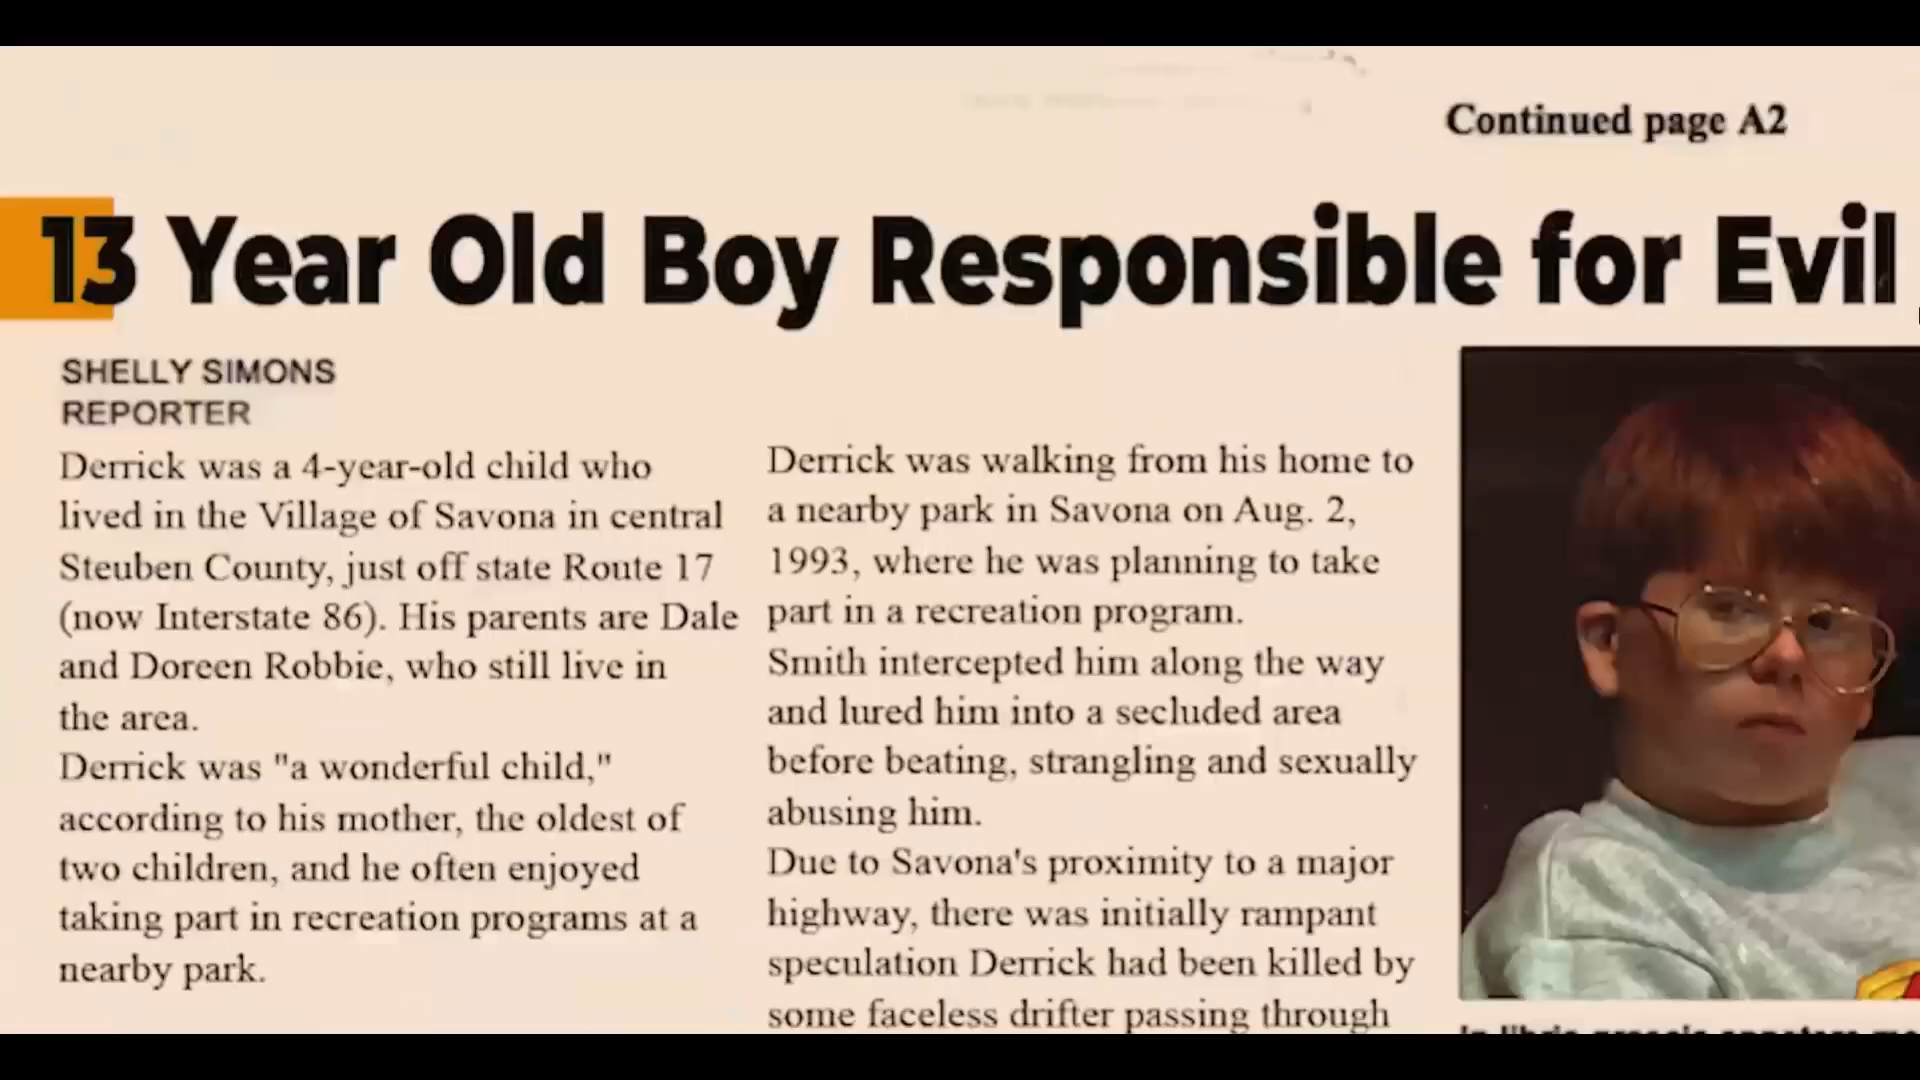 Continued page A2
13 Year Old Boy Responsible for Evil
SHELLY SIMONS
REPORTER
Derrick was a 4-year-old child who
lived in the Village of Savona in central
Steuben County, just off state Route 17
(now Interstate 86). His parents are Dale
and Doreen Robbie, who still live in
the area.
Derrick was "a wonderful child,"
according to his mother, the oldest of
two children, and he often enjoyed
taking part in recreation programs at a
nearby park.
Derrick was walking from his home to
a nearby park in Savona on Aug. 2,
1993, where he was planning to take
part in a recreation program.
Smith intercepted him along the way
and lured him into a secluded area
before beating, strangling and sexually
abusing him.
Due to Savona's proximity to a major
highway, there was initially rampant
speculation Derrick had been killed by
some faceless drifter passing through